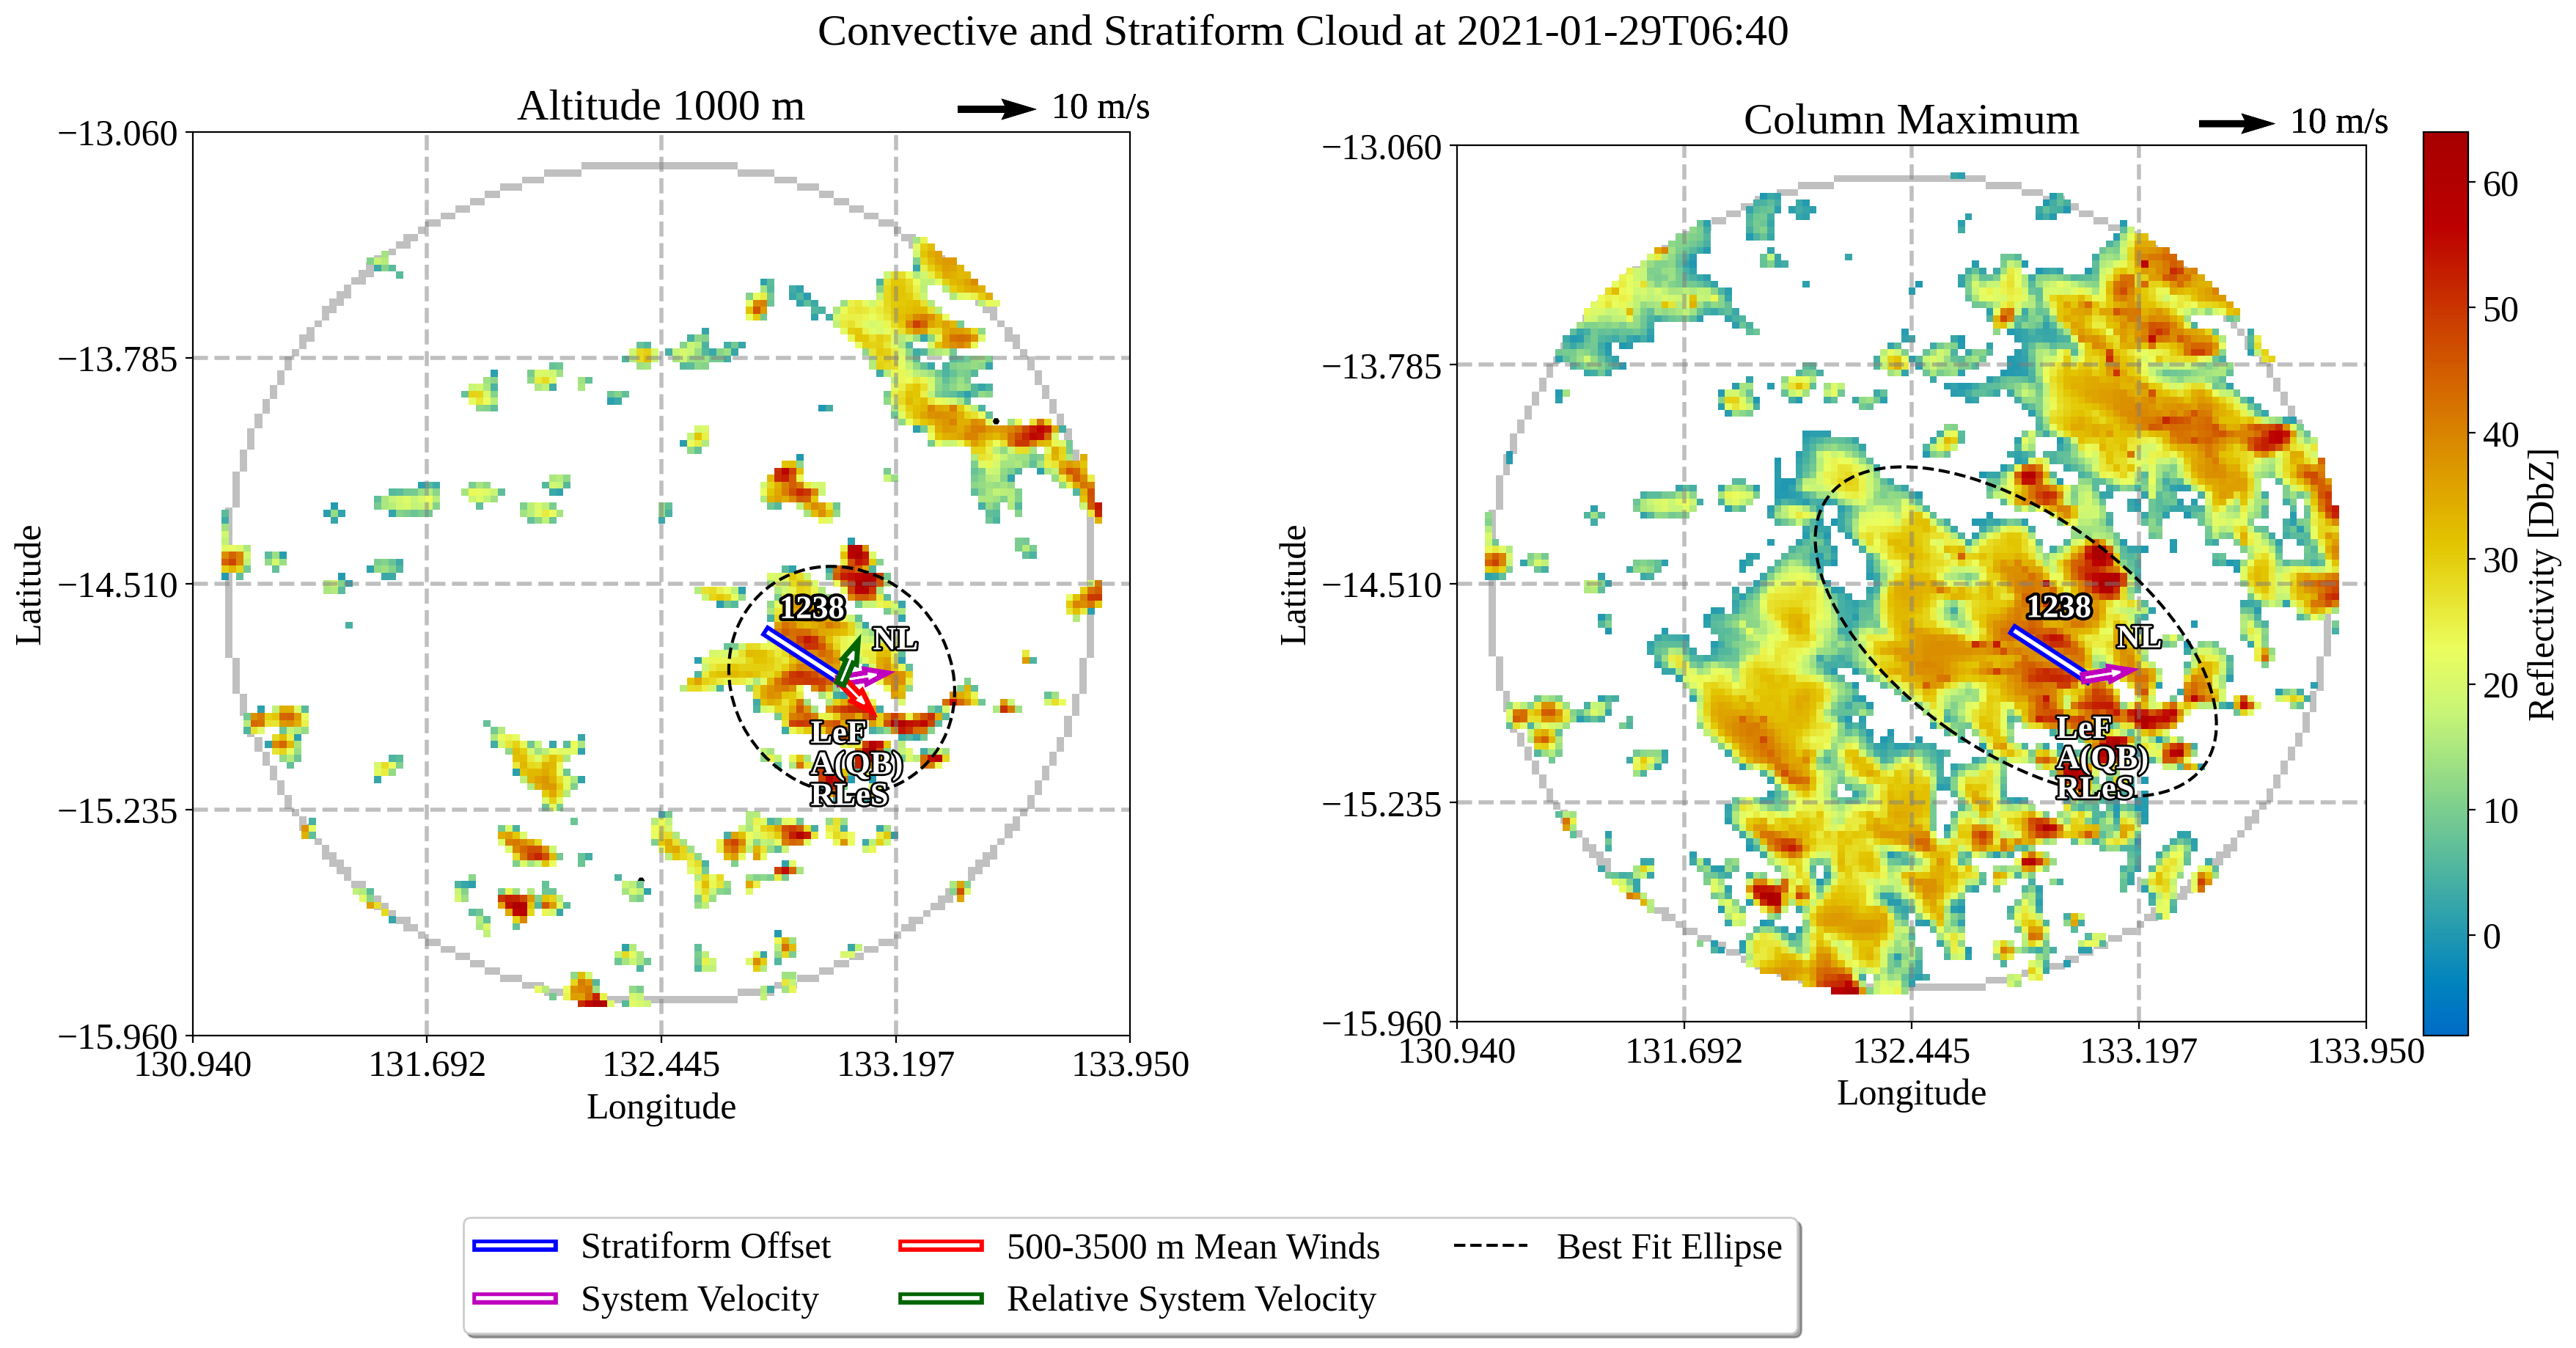 Convective and Stratiform Cloud at 2021-01-29T06:40
Altitude 1000 m
10 m/s
−13.060
−13.785
−14.510
−15.235
−15.960
130.940
131.692
132.445
133.197
133.950
Latitude
Longitude
1238
NL
LeF
A(QB)
RLeS
Column Maximum
10 m/s
−13.060
−13.785
−14.510
−15.235
−15.960
130.940
131.692
132.445
133.197
133.950
Latitude
Longitude
1238
NL
LeF
A(QB)
RLeS
60
50
40
30
20
10
0
Reflectivity [DbZ]
Stratiform Offset
System Velocity
500-3500 m Mean Winds
Relative System Velocity
Best Fit Ellipse